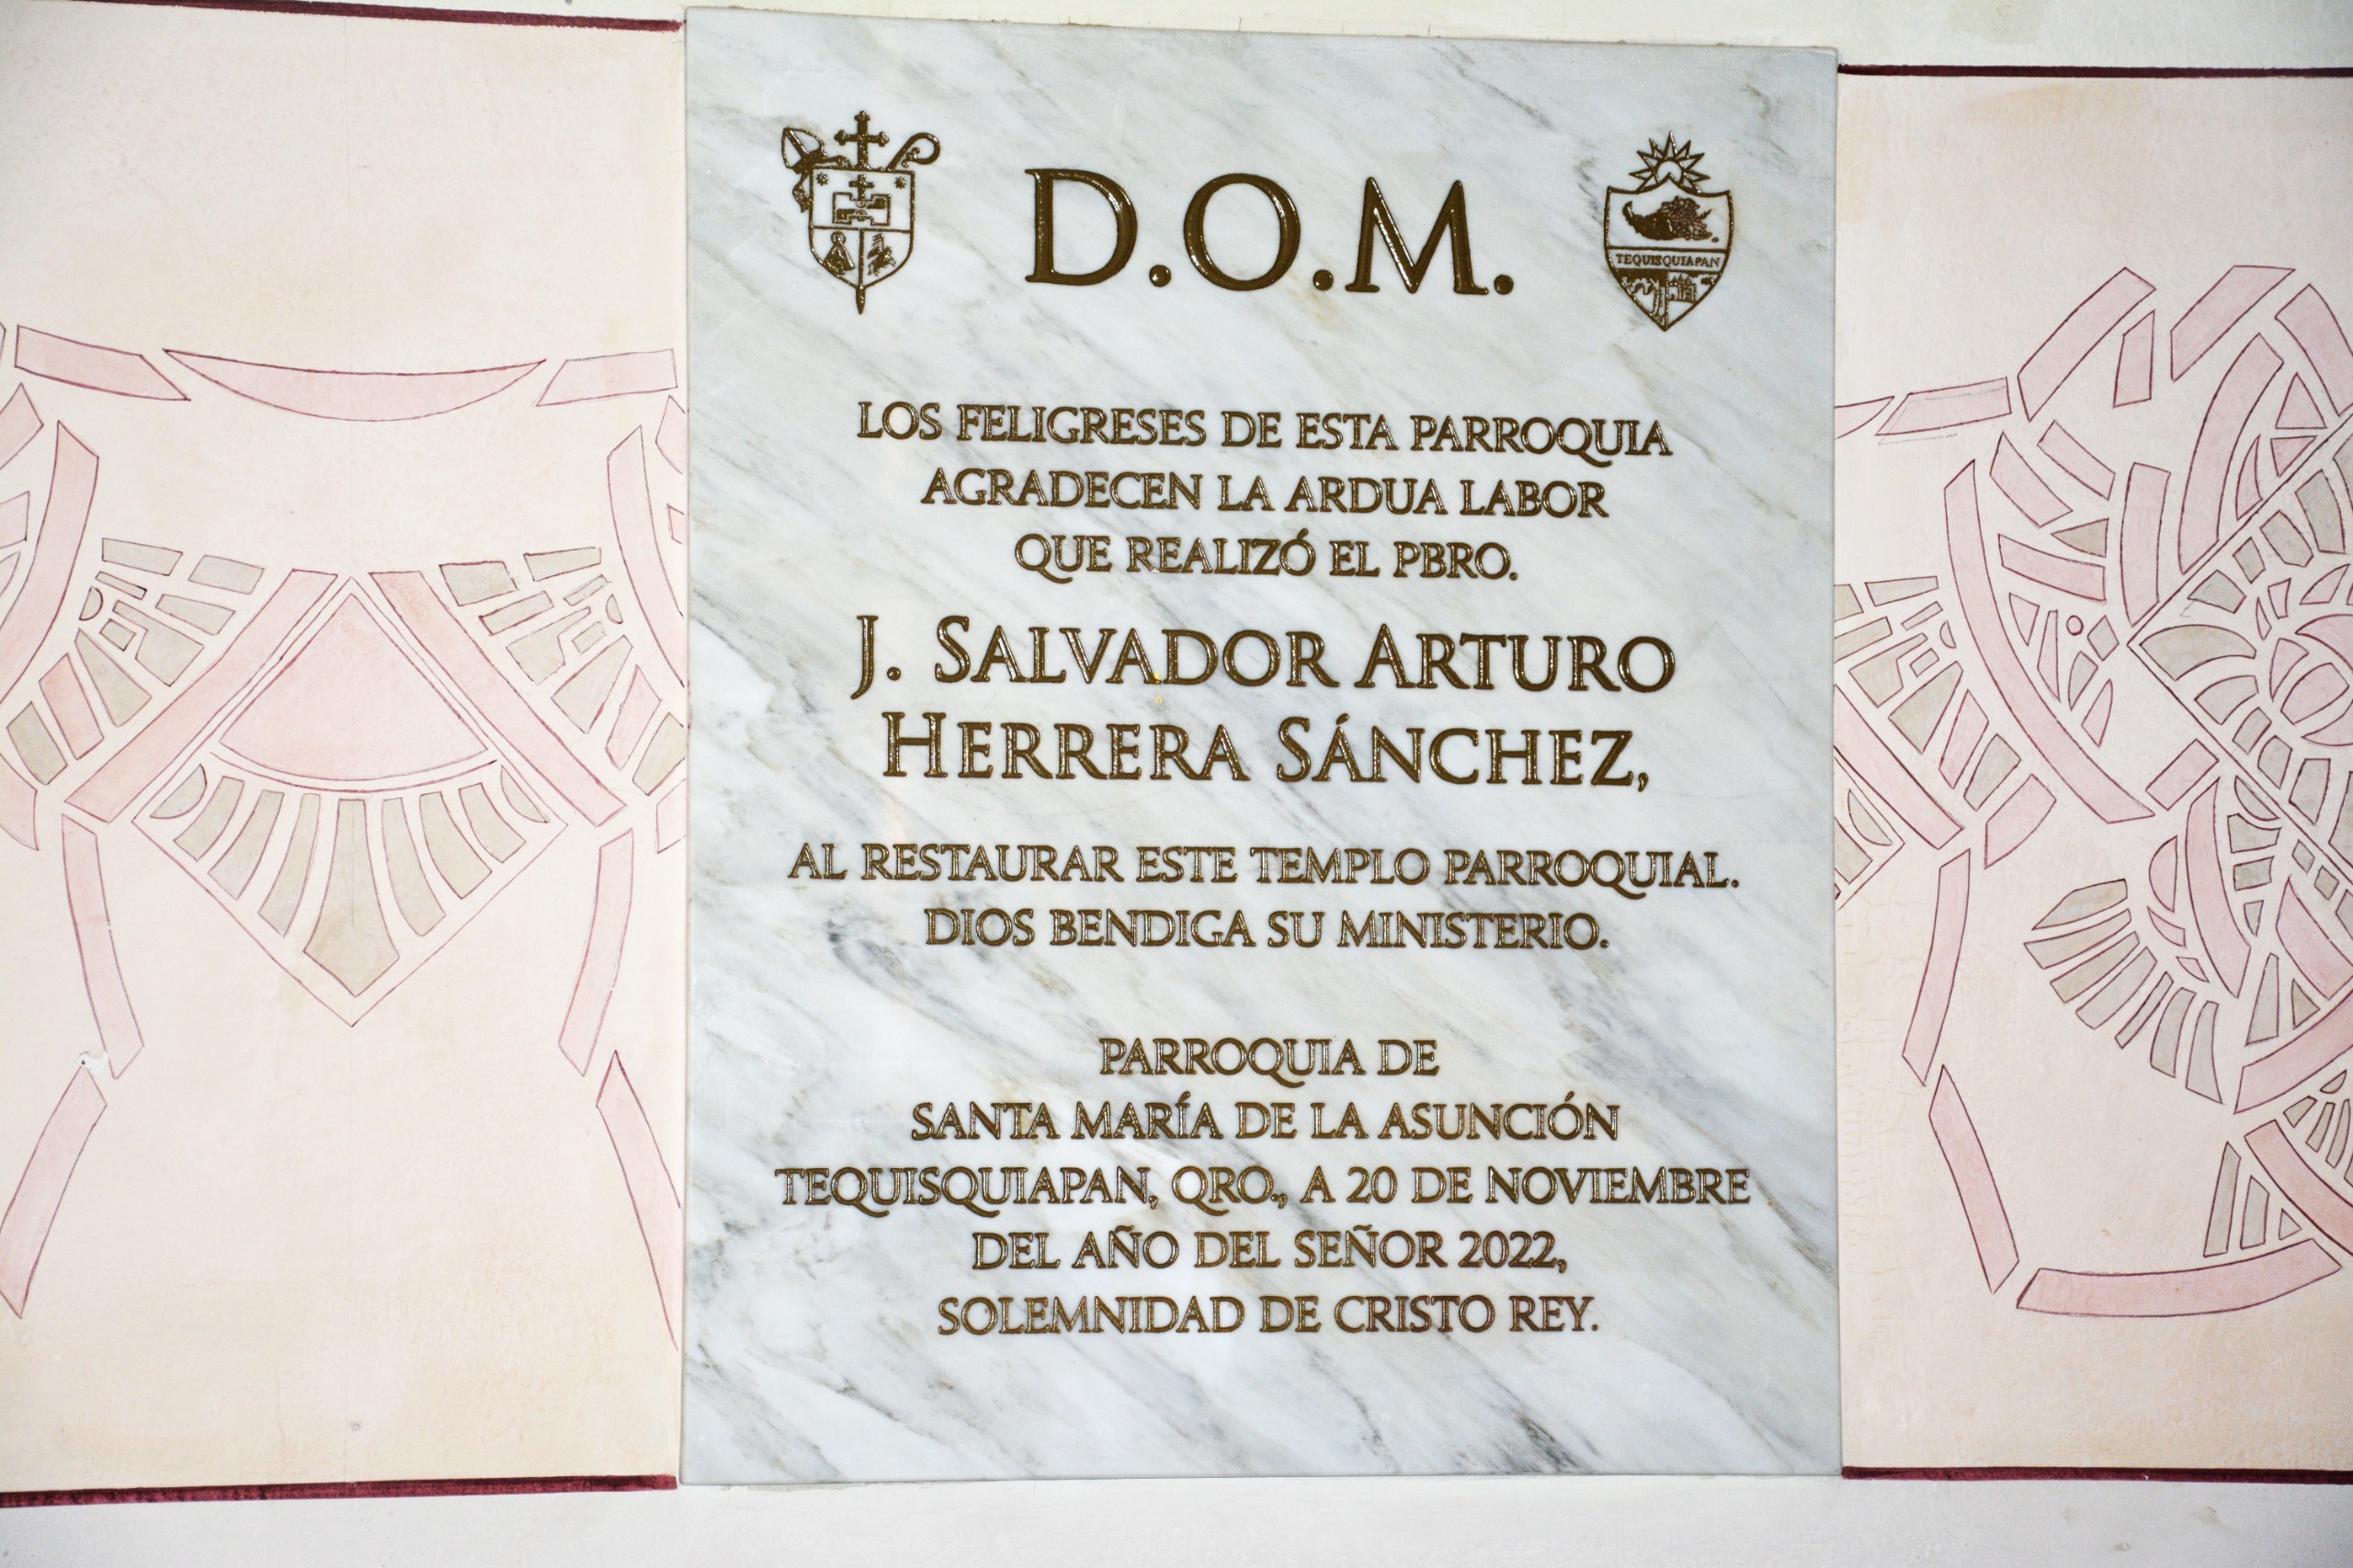 D.O.M.
TEQUISQUIAPAN
LOS FELIGRESES DE ESTA PARROQUIA
AGRADECEN LA ARDUA LABOR
QUE REALIZÓ EL PBRO.
J. SALVADOR ARTURO
HERRERA SÁNCHEZ,
AL RESTAURAR ESTE TEMPLO PARROQUIAL.
DIOS BENDIGA SU MINISTERIO.
PARROQUIA DE
SANTA MARÍA DE LA ASUNCIÓN
TEQUISQUIAPAN, QRO., A 20 DE NOVIEMBRE
DEL AÑO DEL SEÑOR 2022,
SOLEMNIDAD DE CRISTO REY.